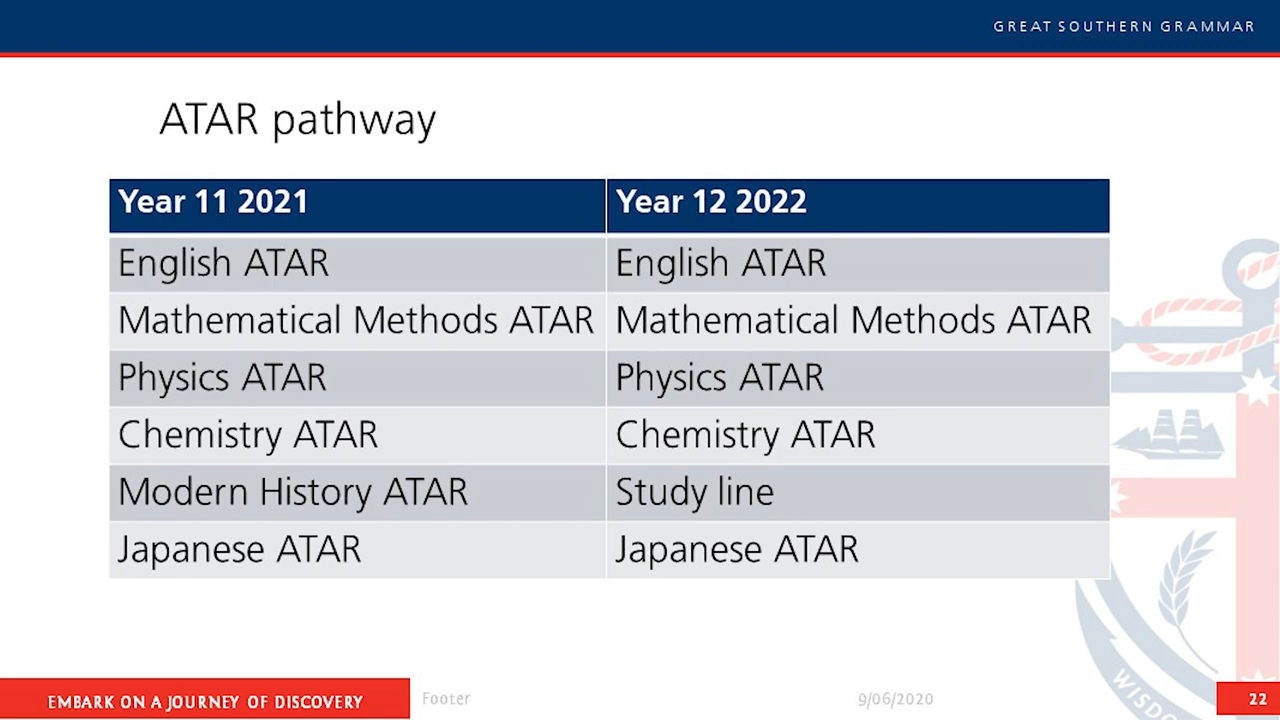 GREAT SOUTHERN GRAMMAR
ATAR pathway
Year 11 2021 Year 12 2022
English ATAR English ATAR
Mathematical Methods ATAR Mathematical Methods ATAR
Physics ATAR Physics ATAR
Chemistry ATAR Chemistry ATAR
Modern History ATAR Study line
Japanese ATAR Japanese ATAR
EMBARK ON A JOURNEY OF DISCOVERY Footer 9/06/2020 22